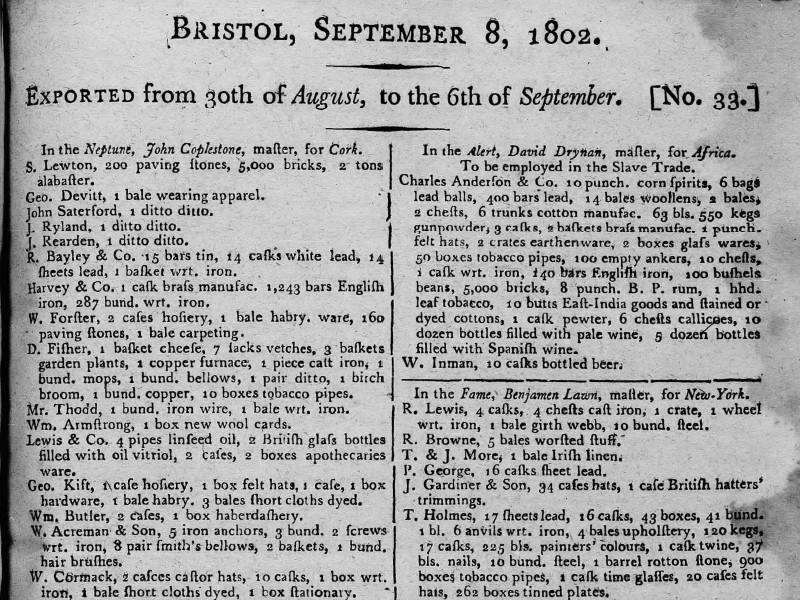 BRISTOL, SEPTEMBER 8, 1802.
EXPORTED from 30th of August, to the 6th of September. [No. 33.]
In the Neptune, John Coplestone, maſter, for Cork.
S. Lewton, 200 paving ſtones, 5,000 bricks, 2 tons
alabaſter.
Geo. Devitt, 1 bale wearing apparel.
John Saterford, 1 ditto ditto.
J. Ryland, 1 ditto ditto.
J. Rearden, 1 ditto ditto.
R. Bayley & Co. 15 bars tin, 14 caſks white lead, 14
ſheets lead, 1 baſket wrt. iron.
Harvey & Co. 1 caſk braſs manufac. 1,243 bars Engliſh
iron, 287 bund. wrt. iron.
W. Forſter, 2 caſes hoſiery, 1 bale habry. ware, 160
paving ſtones, 1 bale carpeting.
D. Fiſher, 1 baſket cheeſe, 7 ſacks vetches, 3 baſkets
garden plants, 1 copper furnace, 1 piece caſt iron, 1
bund. mops, 1 bund. bellows, 1 pair ditto, 1 birch
broom, 1 bund. copper, 10 boxes tobacco pipes.
Mr. Thodd, 1 bund. iron wire, 1 bale wrt. iron.
Wm. Armſtrong, 1 box new wool cards.
Lewis & Co. 4 pipes linſeed oil, 2 Britiſh glaſs bottles
filled with oil vitriol, 2 caſes, 2 boxes apothecaries
ware.
Geo. Kift, 1 caſe hoſiery, 1 box felt hats, 1 caſe, 1 box
hardware, 1 bale habry. 3 bales ſhort cloths dyed.
Wm. Butler, 2 caſes, 1 box haberdaſhery.
W. Acreman & Son, 5 iron anchors, 3 bund. 2 ſcrews
wrt. iron, 8 pair ſmith's bellows, 2 baſkets, 1 bund.
hair bruſhes.
W. Cormack, 2 caſces caſtor hats, 10 caſks, 1 box wrt.
iron, 1 bale ſhort cloths dyed, 1 box ſtationary.
In the Alert, David Drynan, maſter, for Africa.
To be employed in the Slave Trade.
Charles Anderſon & Co. 10 punch. corn ſpirits, 6 bags
lead balls, 400 bars lead, 14 bales woollens, 2 bales,
2 cheſts, 6 trunks cotton manufac. 63 bls. 550 kegs
gunpowder, 3 caſks, 2 baſkets braſs manufac. 1 punch.
felt hats, 2 crates earthenware, 2 boxes glaſs wares,
50 boxes tobacco pipes, 100 empty ankers, 10 cheſts,
1 caſk wrt. iron, 140 bars Engliſh iron, 100 buſhels
beans, 5,000 bricks, 8 punch. B. P. rum, 1 hhd.
leaf tobacco, 10 butts Eaſt-India goods and ſtained or
dyed cottons, 1 caſk pewter, 6 cheſts callicoes, 10
dozen bottles filled with pale wine, 5 dozen bottles
filled with Spaniſh wine.
W. Inman, 10 caſks bottled beer.
In the Fame, Benjamen Lawn, maſter, for New-York.
R. Lewis, 4 caſks, 4 cheſts caſt iron, 1 crate, 1 wheel
wrt. iron, 1 bale girth webb, 10 bund. ſteel.
R. Browne, 5 bales worſted ſtuff.
T. & J. More, 1 bale Iriſh linen.
P. George, 16 caſks ſheet lead.
J. Gardiner & Son, 34 caſes hats, 1 caſe Britiſh hatters'
trimmings.
T. Holmes, 17 ſheets lead, 16 caſks, 43 boxes, 41 bund.
1 bl. 6 anvils wrt. iron, 4 bales upholſtery, 120 kegs,
17 caſks, 225 bls. painters' colours, 1 caſk twine, 37
bls. nails, 10 bund. ſteel, 1 barrel rotton ſtone, 900
boxes tobacco pipes, 1 caſk time glaſſes, 20 caſes felt
hats, 262 boxes tinned plates.